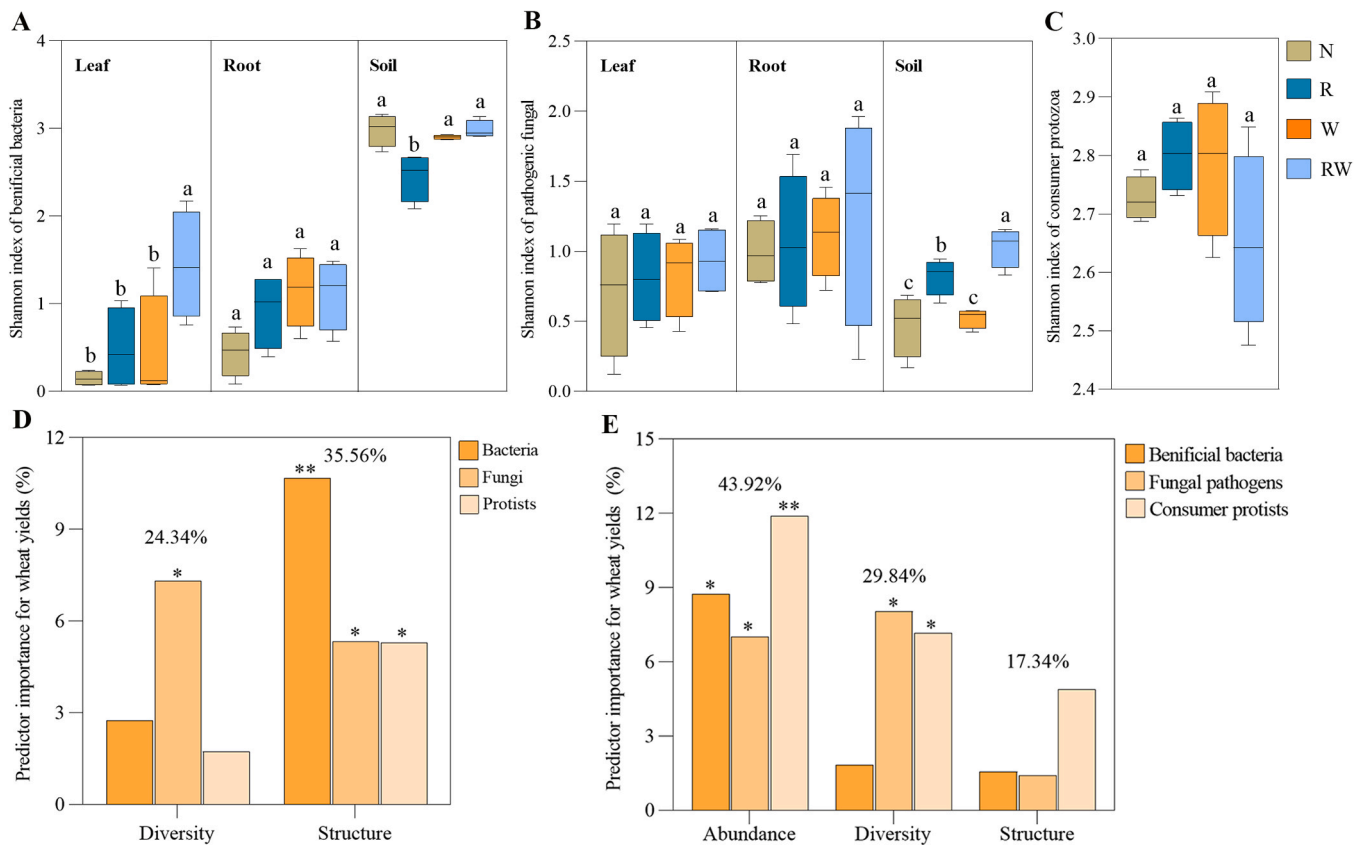 A
Shannon index of benificial bacteria
4
3
2
1
0
Leaf
Root
Soil
b
b
b
a
a
a
a
a
a
b
a
a
B
Shannon index of pathogenic fungal
2.5
2.0
1.5
1.0
0.5
0.0
Leaf
Root
Soil
a
a
a
a
a
a
a
a
c
b
c
a
C
Shannon index of consumer protozoa
3.0
2.9
2.8
2.7
2.6
2.5
2.4
a
a
a
a
N
R
W
RW
D
Predictor importance for wheat yields (%)
12
9
6
3
0
24.34%
*
**
35.56%
*
*
Diversity
Structure
Bacteria
Fungi
Protists
E
Predictor importance for wheat yields (%)
15
12
9
6
3
0
43.92%
*
*
**
29.84%
*
*
17.34%
Abundance
Diversity
Structure
Benificial bacteria
Fungal pathogens
Consumer protists